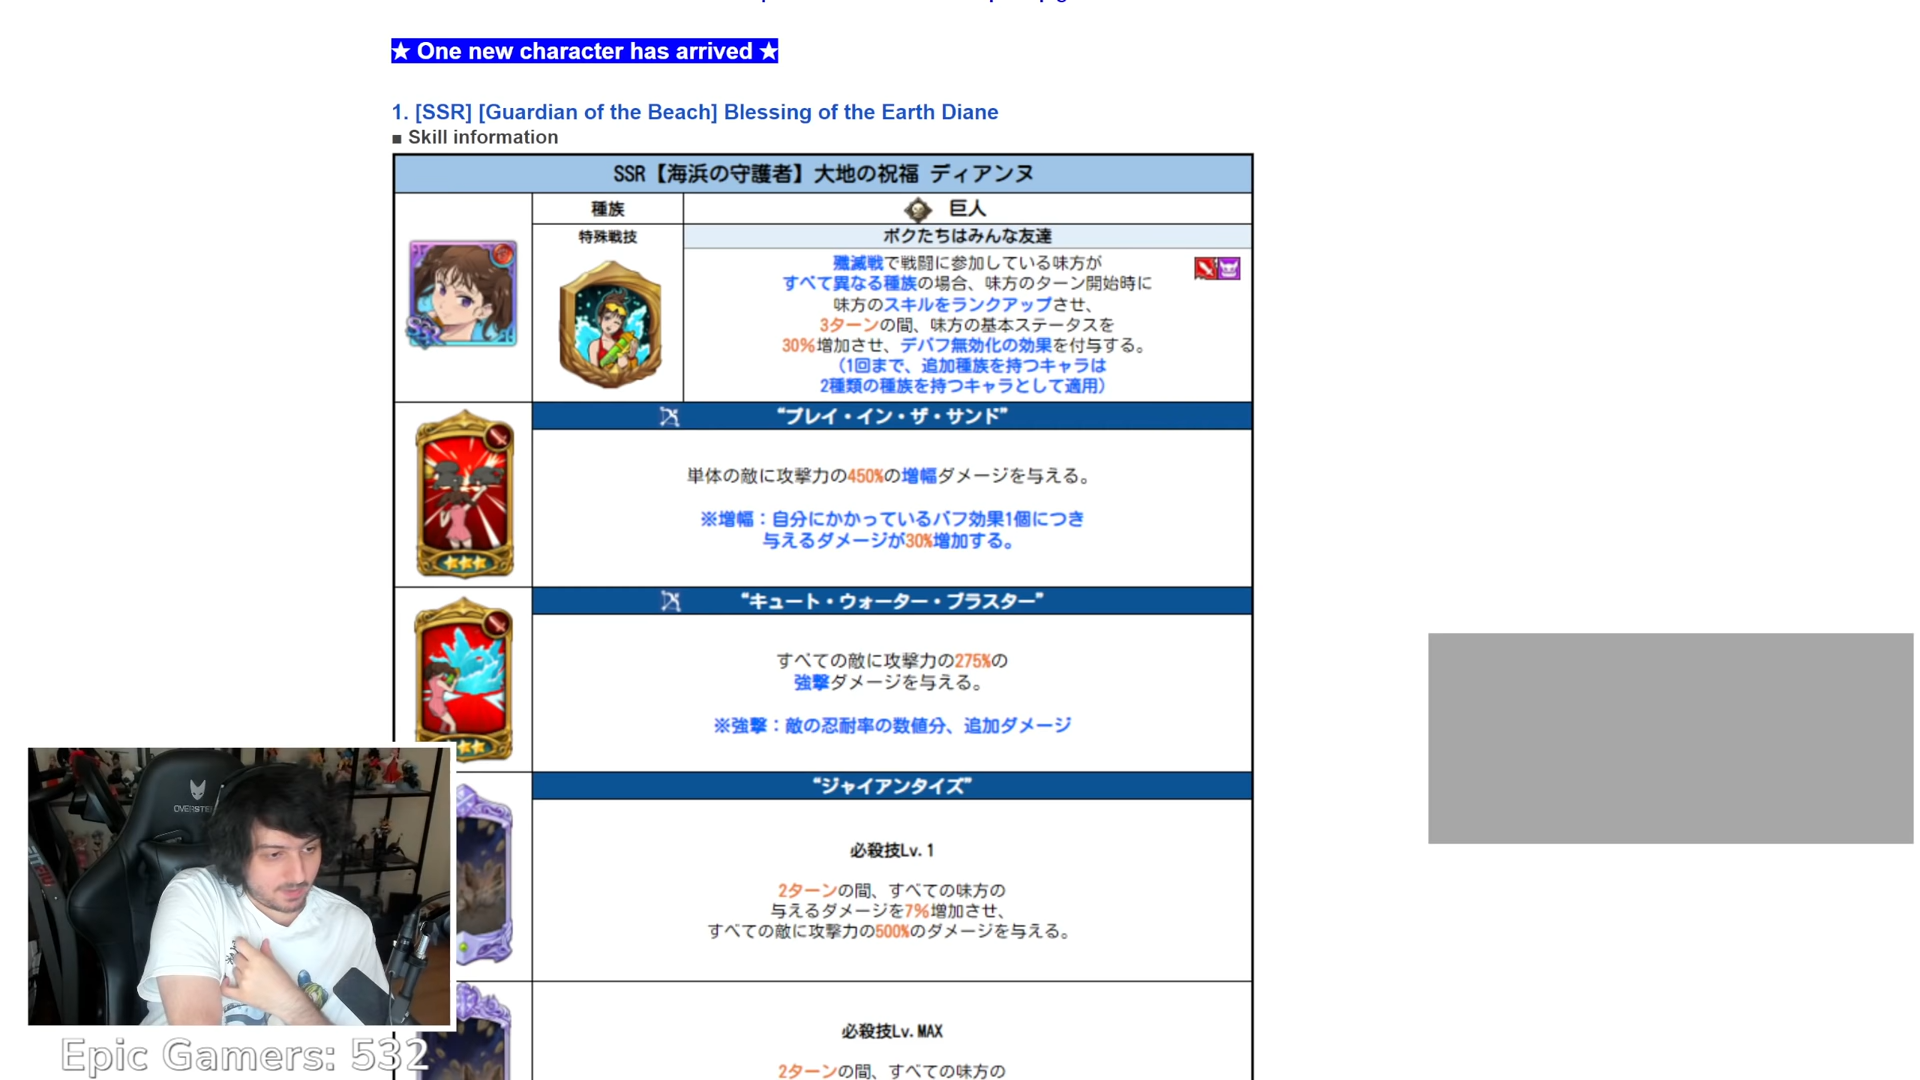 ★ One new character has arrived ★
1. [SSR] [Guardian of the Beach] Blessing of the Earth Diane
■ Skill information
SSR【海浜の守護者】大地の祝福 ディアンヌ
種族
巨人
特殊戦技
ボクたちはみんな友達
殲滅戦で戦闘に参加している味方が
すべて異なる種族の場合、味方のターン開始時に
味方のスキルをランクアップさせ、
3ターンの間、味方の基本ステータスを
30%増加させ、デバフ無効化の効果を付与する。
(1回まで、追加種族を持つキャラは
2種類の種族を持つキャラとして適用)
SSR
“プレイ・イン・ザ・サンド”
単体の敵に攻撃力の450%の増幅ダメージを与える。
※増幅：自分にかかっているバフ効果1個につき
与えるダメージが30%増加する。
“キュート・ウォーター・ブラスター”
すべての敵に攻撃力の275%の
強撃ダメージを与える。
※強撃：敵の忍耐率の数値分、追加ダメージ
“ジャイアンタイズ”
必殺技Lv.1
2ターンの間、すべての味方の
与えるダメージを7%増加させ、
すべての敵に攻撃力の500%のダメージを与える。
必殺技Lv.MAX
2ターンの間、すべての味方の
Epic Gamers: 532